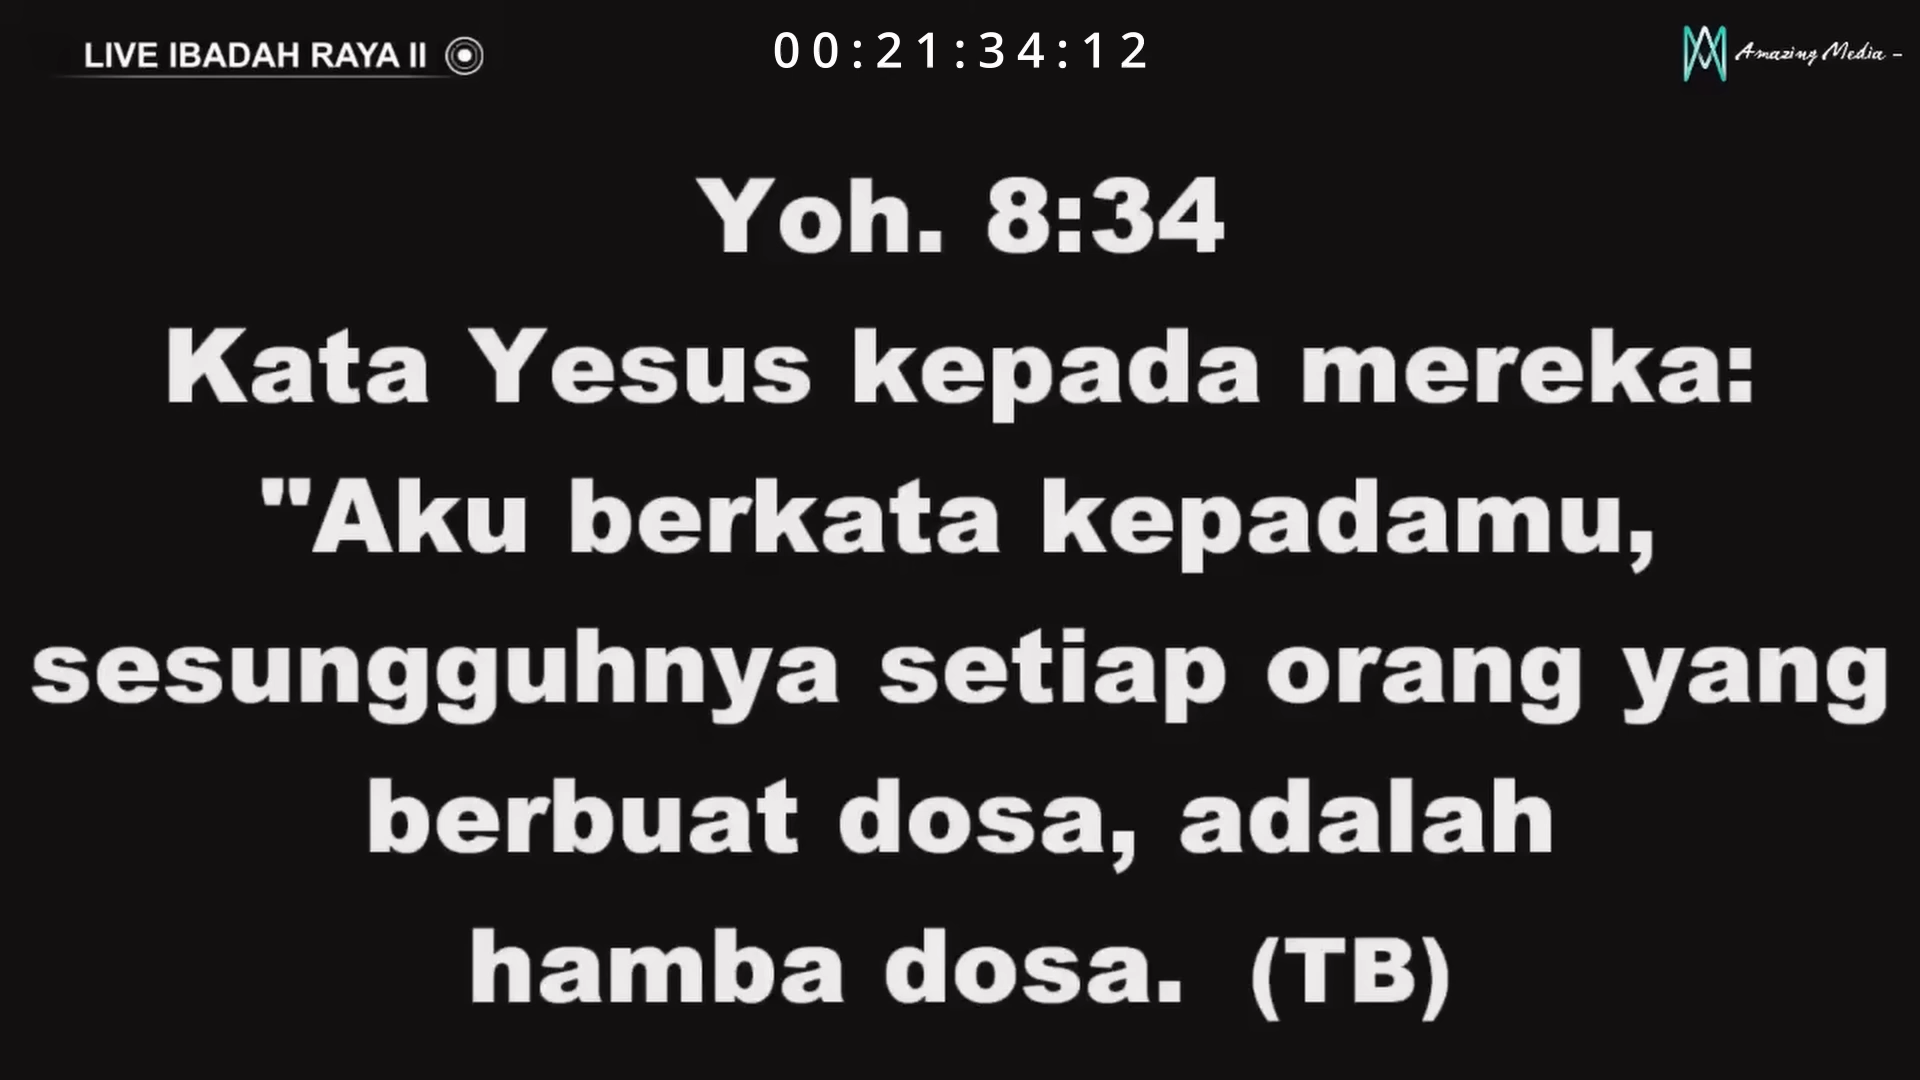 LIVE IBADAH RAYA II
00:21:34:12
Amazing Media -
Yoh. 8:34
Kata Yesus kepada mereka:
"Aku berkata kepadamu,
sesungguhnya setiap orang yang
berbuat dosa, adalah
hamba dosa. (TB)